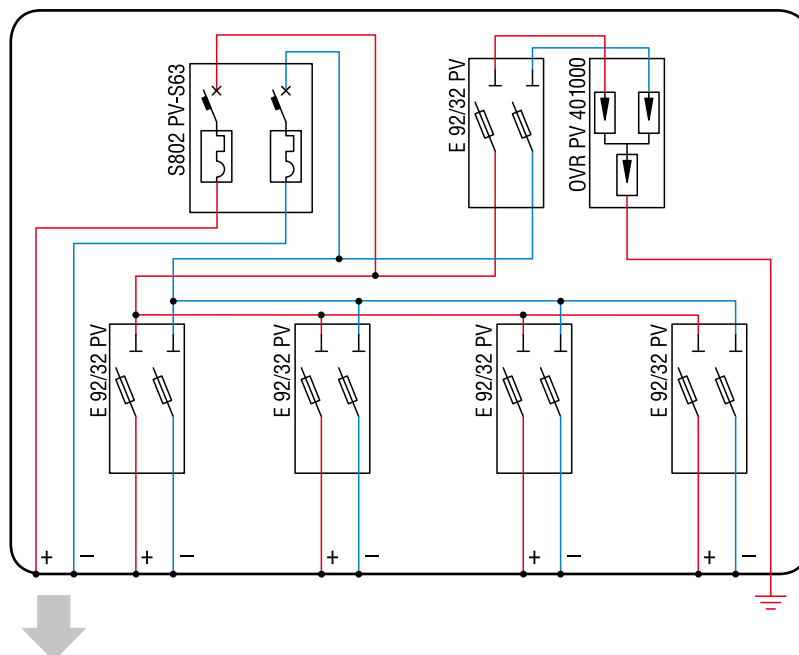 S802 PV-S63
E 92/32 PV
OVR PV 401000
E 92/32 PV
E 92/32 PV
E 92/32 PV
E 92/32 PV
+ − + − + − + − + −